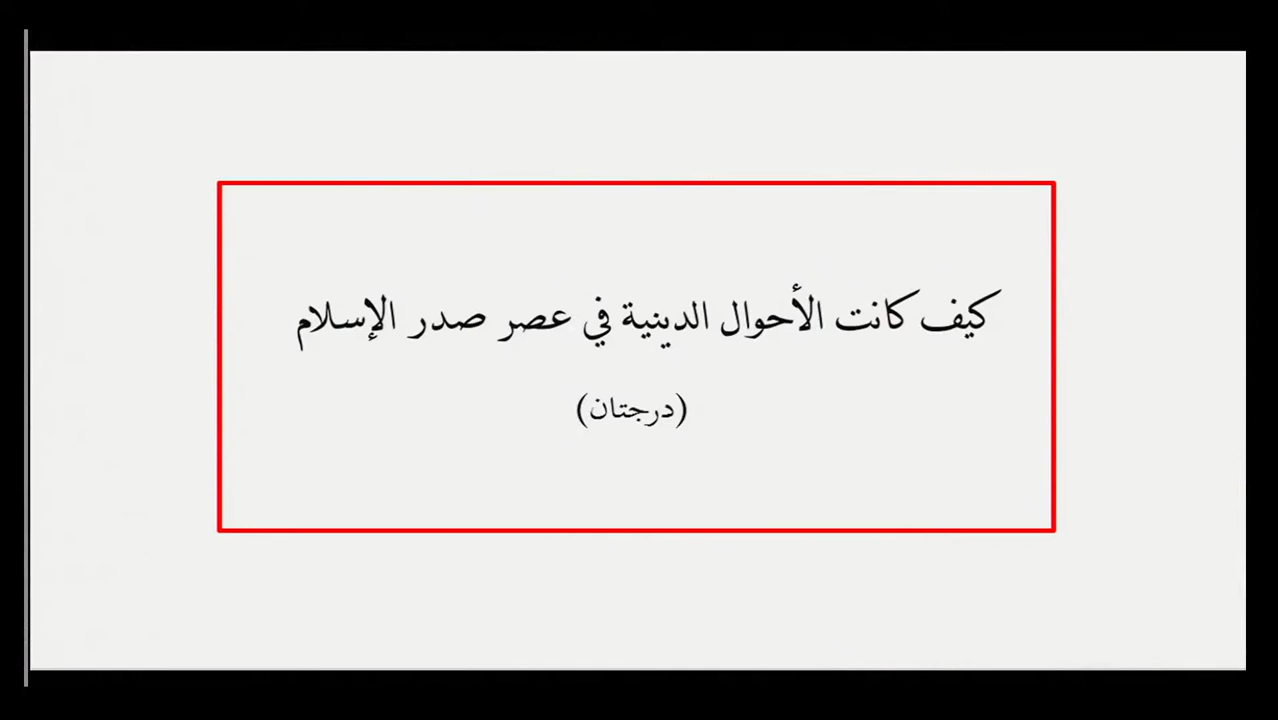 كيف كانت الأحوال الدينية في عصر صدر الإسلام
(درجتان)